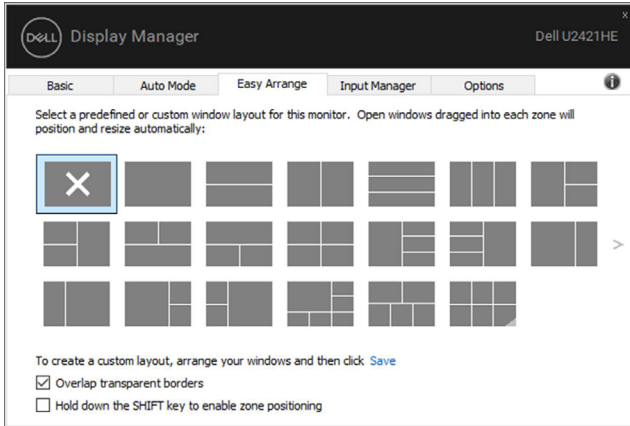 x
DELL Display Manager Dell U2421HE
Basic Auto Mode Easy Arrange Input Manager Options i
Select a predefined or custom window layout for this monitor. Open windows dragged into each zone will
position and resize automatically:
>
To create a custom layout, arrange your windows and then click Save
Overlap transparent borders
Hold down the SHIFT key to enable zone positioning